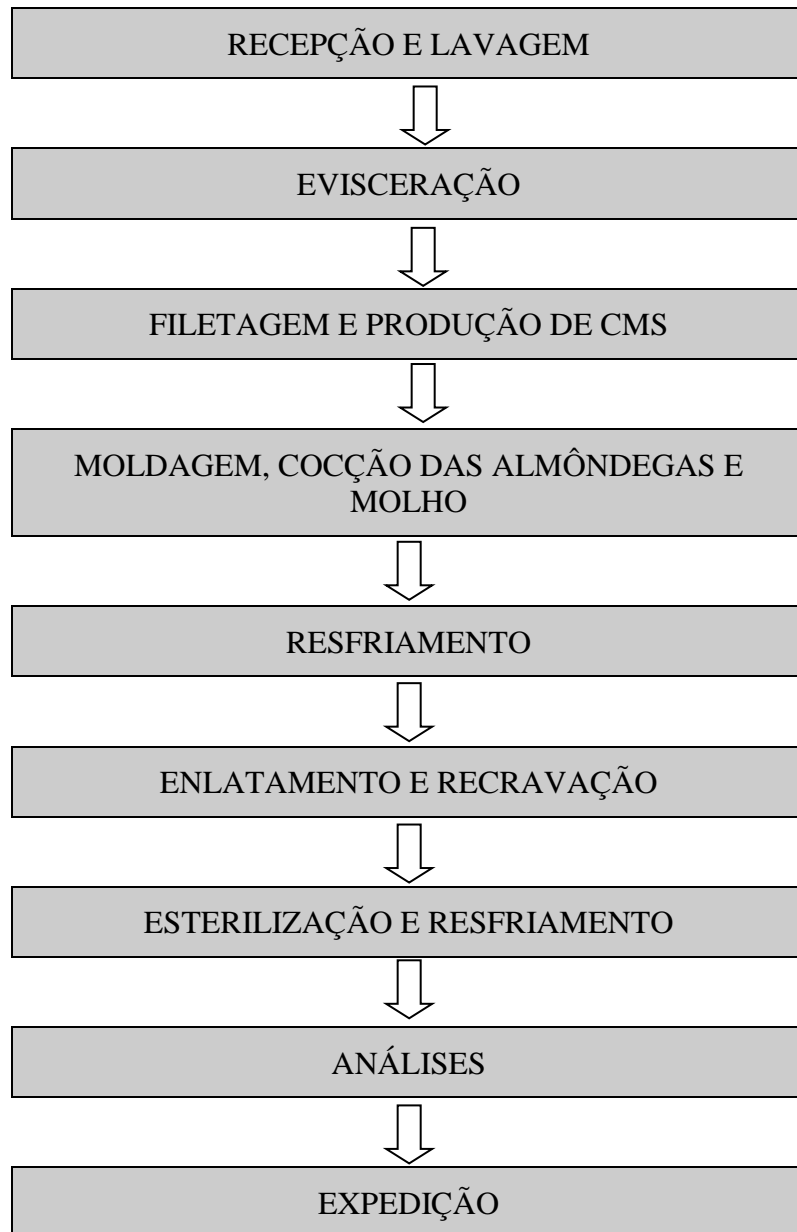 RECEPÇÃO E LAVAGEM
EVISCERAÇÃO
FILETAGEM E PRODUÇÃO DE CMS
MOLDAGEM, COCÇÃO DAS ALMÔNDEGAS E
MOLHO
RESFRIAMENTO
ENLATAMENTO E RECRAVAÇÃO
ESTERILIZAÇÃO E RESFRIAMENTO
ANÁLISES
EXPEDIÇÃO